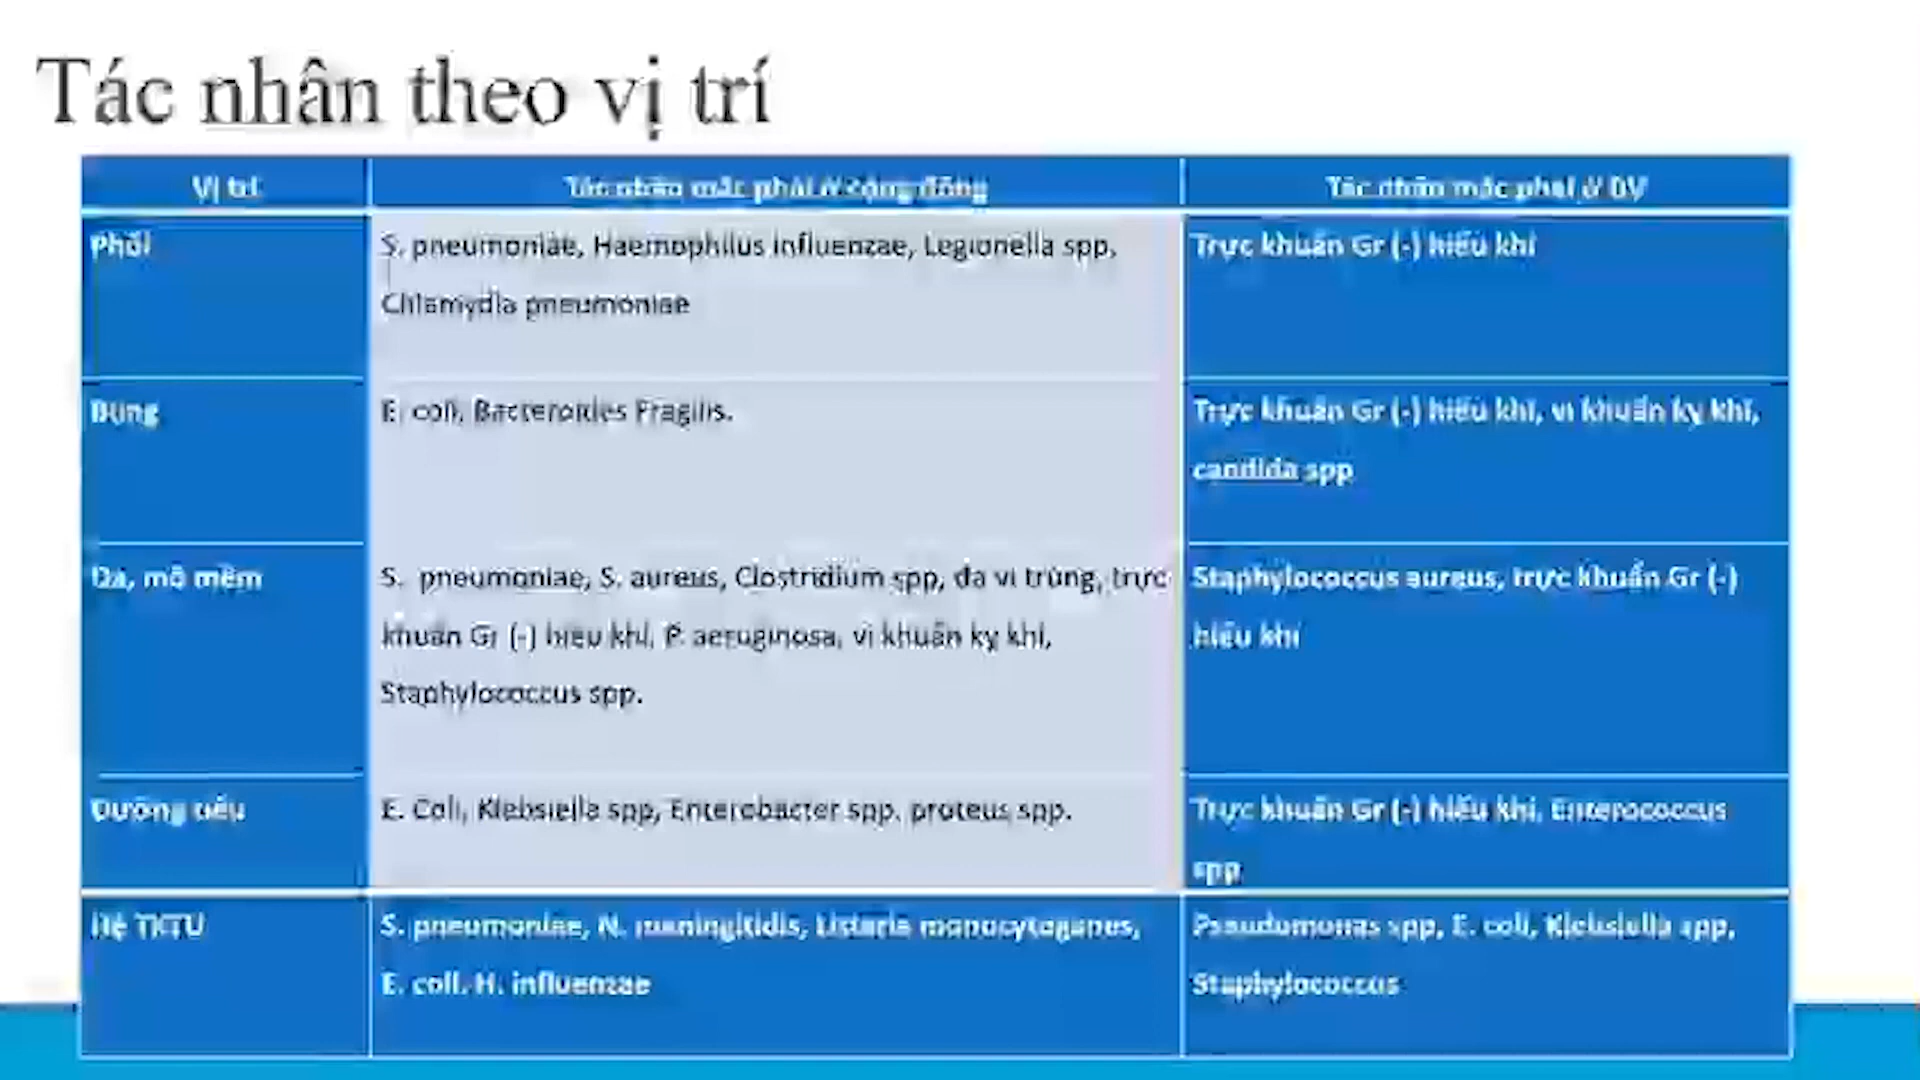 Tác nhân theo vị trí
Vị trí
Tác nhân mắc phải ở cộng đồng
Tác nhân mắc phải ở BV
Phổi
S. pneumoniae, Haemophilus influenzae, Legionella spp,
Chlamydia pneumoniae
Trực khuẩn Gr (-) hiếu khí
Bụng
E. coli, Bacteroides Fragilis.
Trực khuẩn Gr (-) hiếu khí, vi khuẩn kỵ khí,
candida spp
Da, mô mềm
S. pneumoniae, S. aureus, Clostridium spp, đa vi trùng, trực
khuẩn Gr (-) hiếu khí, P. aeruginosa, vi khuẩn kỵ khí,
Staphylococcus spp.
Staphylococcus aureus, trực khuẩn Gr (-)
hiếu khí
Đường tiểu
E. Coli, Klebsiella spp, Enterobacter spp. proteus spp.
Trực khuẩn Gr (-) hiếu khí, Enterococcus
spp
Hệ TKTU
S. pneumoniae, N. meningitidis, Listeria monocytogenes,
E. coli. H. influenzae
Pseudomonas spp, E. coli, Klebsiella spp,
Staphylococcus